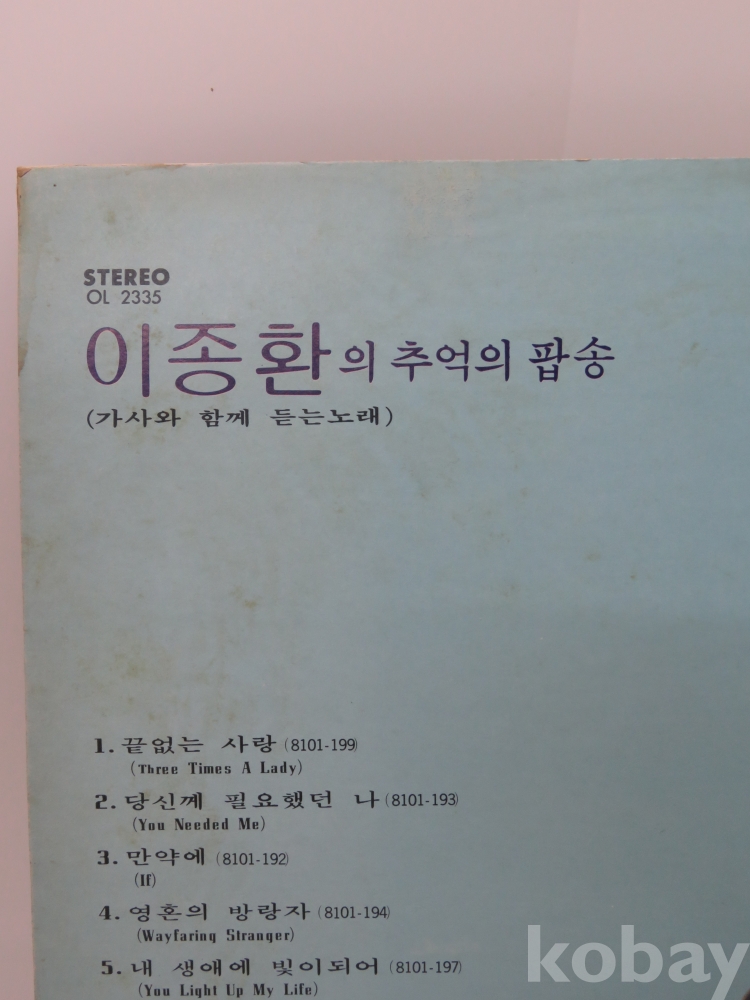 STEREO
OL 2335
이종환의 추억의 팝송
(가사와 함께 듣는노래)
1. 끝없는 사랑 (8101-199)
(Three Times A Lady)
2. 당신께 필요했던 나 (8101-193)
(You Needed Me)
3. 만약에 (8101-192)
(If)
4. 영혼의 방랑자 (8101-194)
(Wayfaring Stranger)
5. 내 생애에 빛이되어 (8101-197)
(You Light Up My Life)
kobay